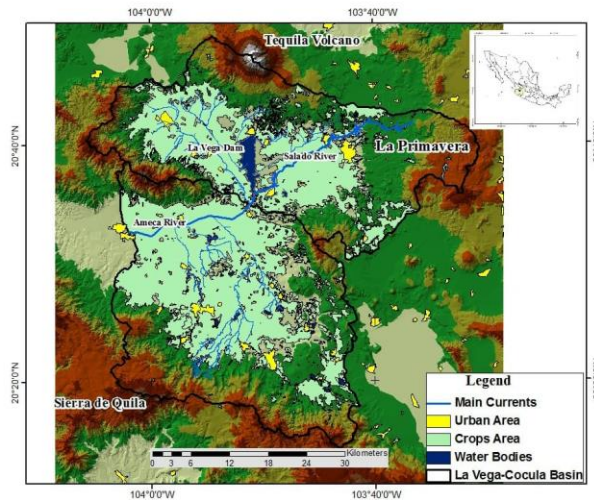 104°0'0"W
103°40'0"W
Tequila Volcano
20°40'0"N
La Vega Dam
Salado River
La Primavera
Ameca River
20°20'0"N
Sierra de Quila
Legend
Main Currents
Urban Area
Crops Area
Water Bodies
La Vega-Cocula Basin
Kilometers
0 3 6 12 18 24 30
104°0'0"W
103°40'0"W